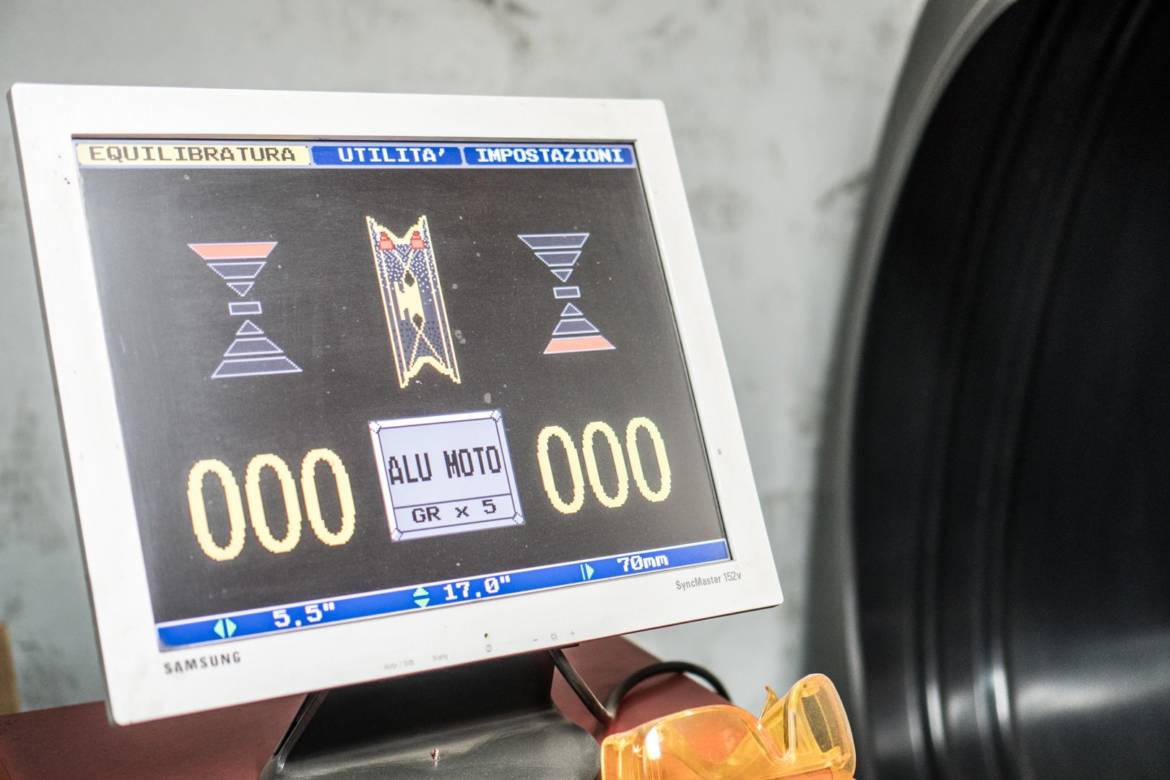 EQUILIBRATURA UTILITA' IMPOSTAZIONI
000 000
ALU MOTO
GR x 5
5.5" 17.0" 70mm
SyncMaster 152v
SAMSUNG